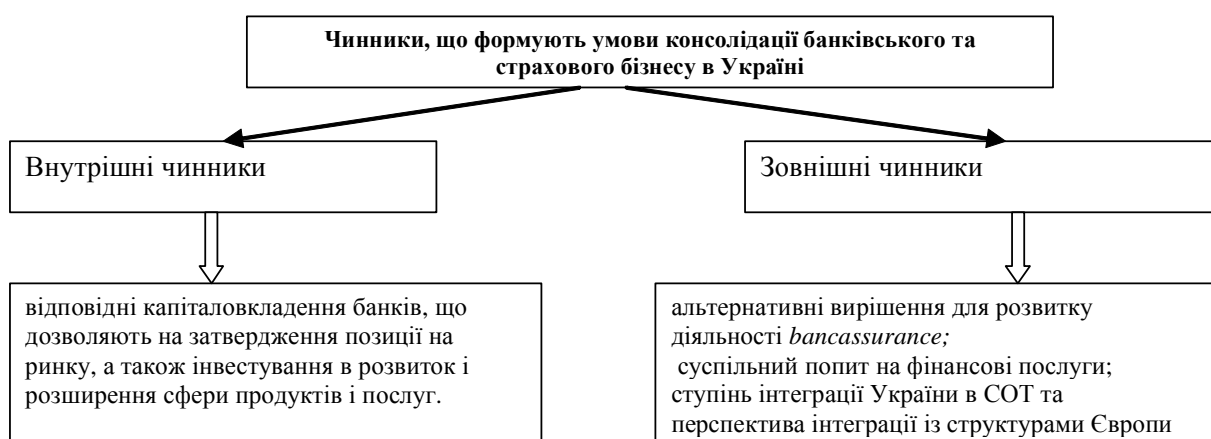 Чинники, що формують умови консолідації банківського та
страхового бізнесу в Україні
Внутрішні чинники
Зовнішні чинники
відповідні капіталовкладення банків, що
дозволяють на затвердження позиції на
ринку, а також інвестування в розвиток і
розширення сфери продуктів і послуг.
альтернативні вирішення для розвитку
діяльності bancassurance;
суспільний попит на фінансові послуги;
ступінь інтеграції України в СОТ та
перспектива інтеграції із структурами Європи